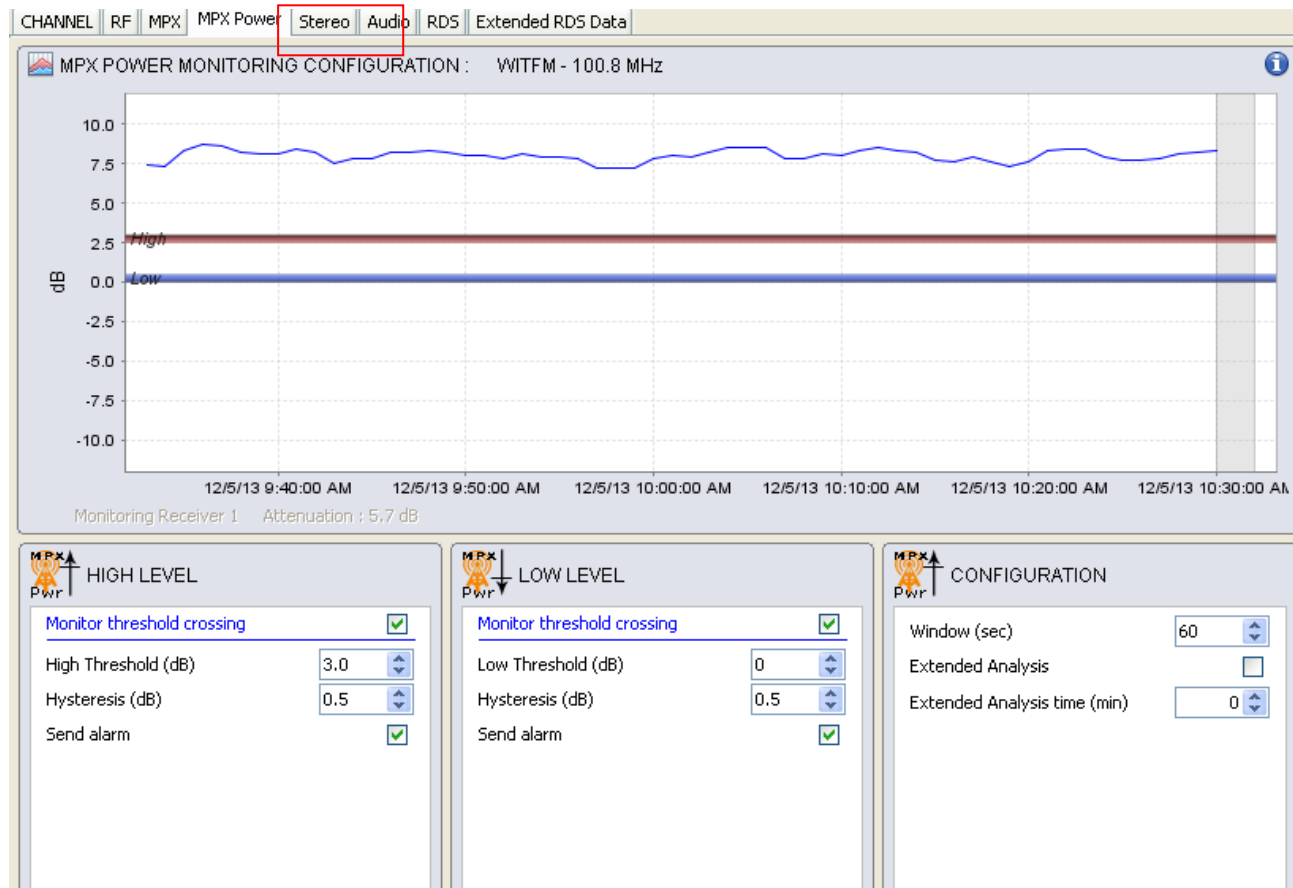 CHANNEL RF MPX MPX Power Stereo Audio RDS Extended RDS Data
MPX POWER MONITORING CONFIGURATION : WITFM - 100.8 MHz
10.0
7.5
5.0
High
2.5
dB
Low
0.0
-2.5
-5.0
-7.5
-10.0
12/5/13 9:40:00 AM 12/5/13 9:50:00 AM 12/5/13 10:00:00 AM 12/5/13 10:10:00 AM 12/5/13 10:20:00 AM 12/5/13 10:30:00 AM
Monitoring Receiver 1 Attenuation : 5.7 dB
MPX Pwr HIGH LEVEL
Monitor threshold crossing
High Threshold (dB) 3.0
Hysteresis (dB) 0.5
Send alarm
MPX Pwr LOW LEVEL
Monitor threshold crossing
Low Threshold (dB) 0
Hysteresis (dB) 0.5
Send alarm
MPX Pwr CONFIGURATION
Window (sec) 60
Extended Analysis
Extended Analysis time (min) 0